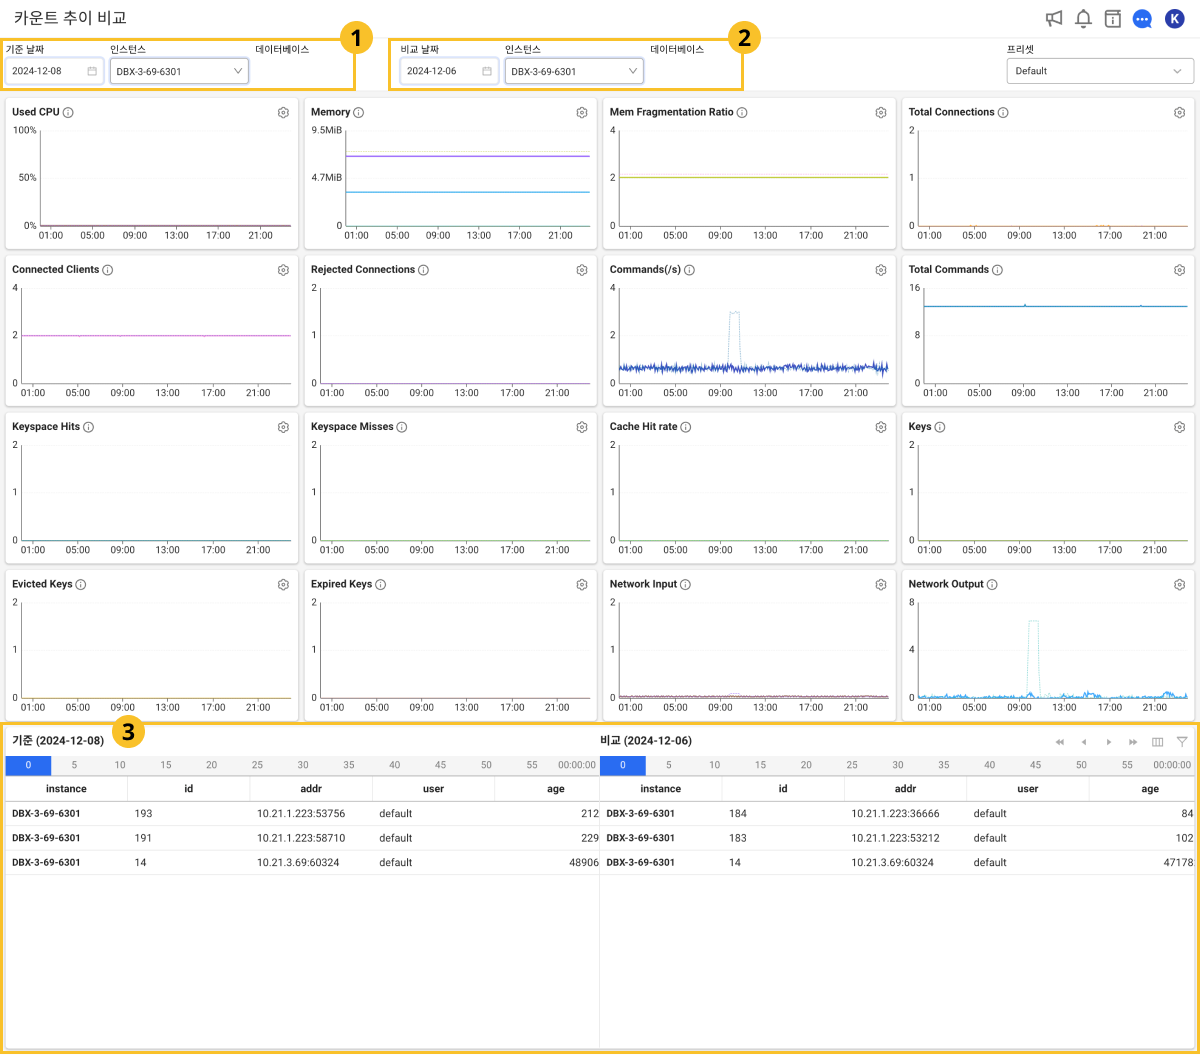 카운트 추이 비교
K
1
2
기준 날짜 인스턴스 데이터베이스 비교 날짜 인스턴스 데이터베이스 프리셋
2024-12-08 DBX-3-69-6301 2024-12-06 DBX-3-69-6301 Default
Used CPU Memory Mem Fragmentation Ratio Total Connections
100% 9.5MiB 4 2
50% 4.7MiB 2 1
0% 0 0 0
01:00 05:00 09:00 13:00 17:00 21:00 01:00 05:00 09:00 13:00 17:00 21:00 01:00 05:00 09:00 13:00 17:00 21:00 01:00 05:00 09:00 13:00 17:00 21:00
Connected Clients Rejected Connections Commands(/s) Total Commands
4 2 4 16
2 1 2 8
0 0 0 0
01:00 05:00 09:00 13:00 17:00 21:00 01:00 05:00 09:00 13:00 17:00 21:00 01:00 05:00 09:00 13:00 17:00 21:00 01:00 05:00 09:00 13:00 17:00 21:00
Keyspace Hits Keyspace Misses Cache Hit rate Keys
2 2 2 2
1 1 1 1
0 0 0 0
01:00 05:00 09:00 13:00 17:00 21:00 01:00 05:00 09:00 13:00 17:00 21:00 01:00 05:00 09:00 13:00 17:00 21:00 01:00 05:00 09:00 13:00 17:00 21:00
Evicted Keys Expired Keys Network Input Network Output
2 2 2 8
1 1 1 4
0 0 0 0
01:00 05:00 09:00 13:00 17:00 21:00 01:00 05:00 09:00 13:00 17:00 21:00 01:00 05:00 09:00 13:00 17:00 21:00 01:00 05:00 09:00 13:00 17:00 21:00
기준 (2024-12-08) 3 비교 (2024-12-06)
0 5 10 15 20 25 30 35 40 45 50 55 00:00:00 0 5 10 15 20 25 30 35 40 45 50 55 00:00:00
instance id addr user age instance id addr user age
DBX-3-69-6301 193 10.21.1.223:53756 default 212 DBX-3-69-6301 184 10.21.1.223:36666 default 84
DBX-3-69-6301 191 10.21.1.223:58710 default 229 DBX-3-69-6301 183 10.21.1.223:53212 default 102
DBX-3-69-6301 14 10.21.3.69:60324 default 48906 DBX-3-69-6301 14 10.21.3.69:60324 default 47178